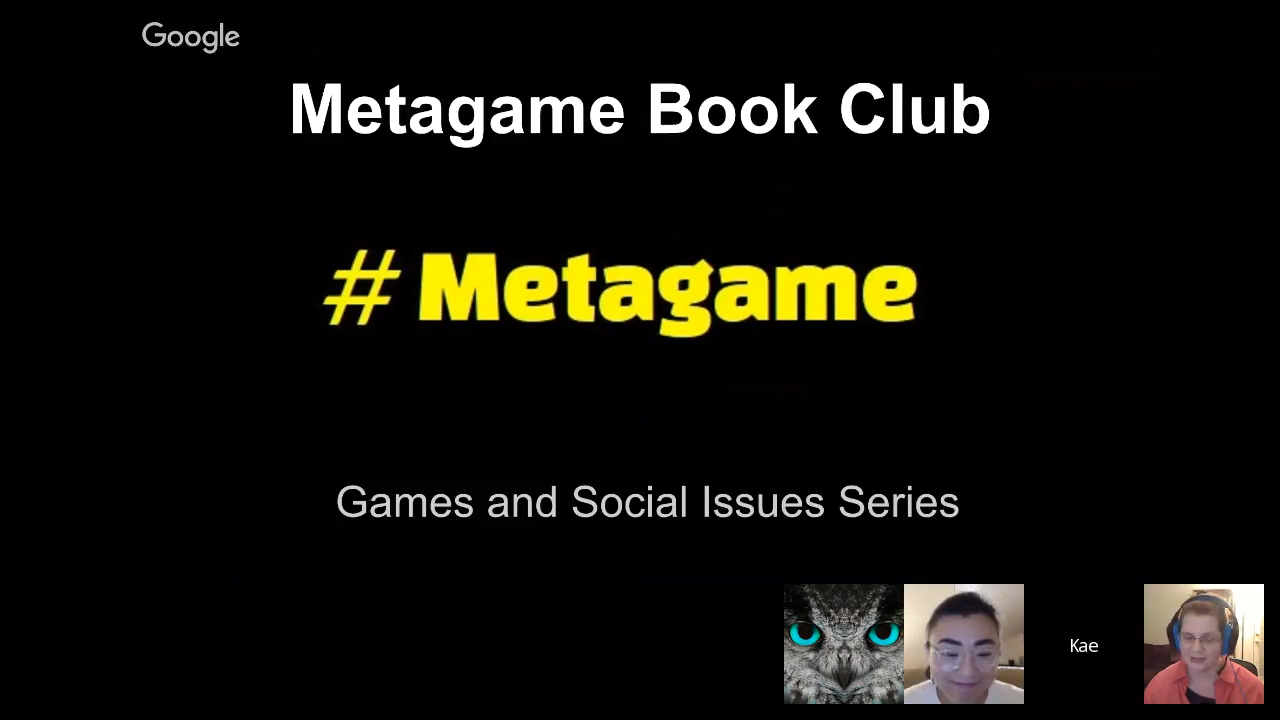 Google
Metagame Book Club
# Metagame
Games and Social Issues Series
Kae